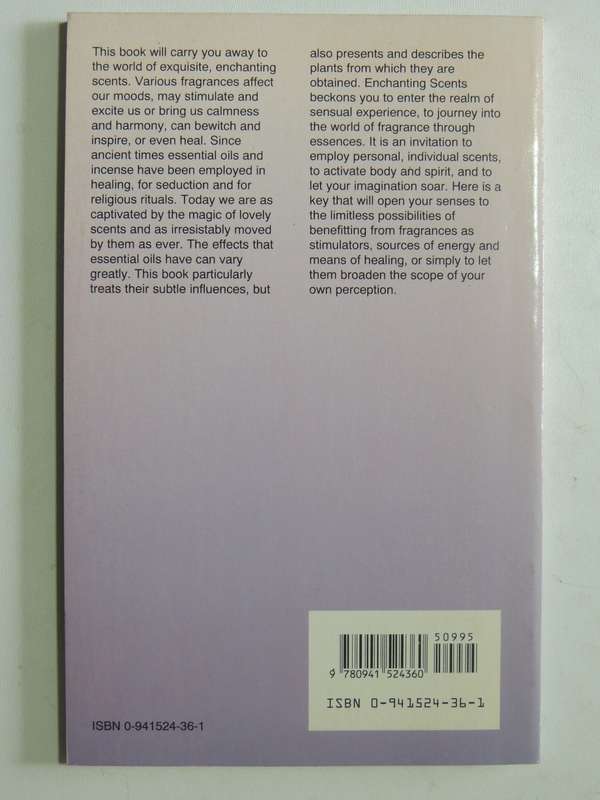 This book will carry you away to
the world of exquisite, enchanting
scents. Various fragrances affect
our moods, may stimulate and
excite us or bring us calmness
and harmony, can bewitch and
inspire, or even heal. Since
ancient times essential oils and
incense have been employed in
healing, for seduction and for
religious rituals. Today we are as
captivated by the magic of lovely
scents and as irresistably moved
by them as ever. The effects that
essential oils have can vary
greatly. This book particularly
treats their subtle influences, but
also presents and describes the
plants from which they are
obtained. Enchanting Scents
beckons you to enter the realm of
sensual experience, to journey into
the world of fragrance through
essences. It is an invitation to
employ personal, individual scents,
to activate body and spirit, and to
let your imagination soar. Here is a
key that will open your senses to
the limitless possibilities of
benefitting from fragrances as
stimulators, sources of energy and
means of healing, or simply to let
them broaden the scope of your
own perception.
50995
9 780941 524360
ISBN 0-941524-36-1
ISBN 0-941524-36-1